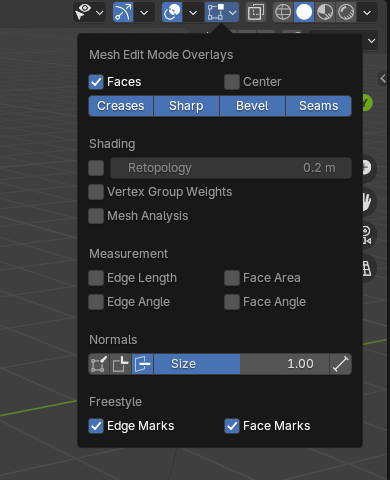 Mesh Edit Mode Overlays
Faces Center
Creases Sharp Bevel Seams
Shading
Retopology 0.2 m
Vertex Group Weights
Mesh Analysis
Measurement
Edge Length Face Area
Edge Angle Face Angle
Normals
Size 1.00
Freestyle
Edge Marks Face Marks
Y